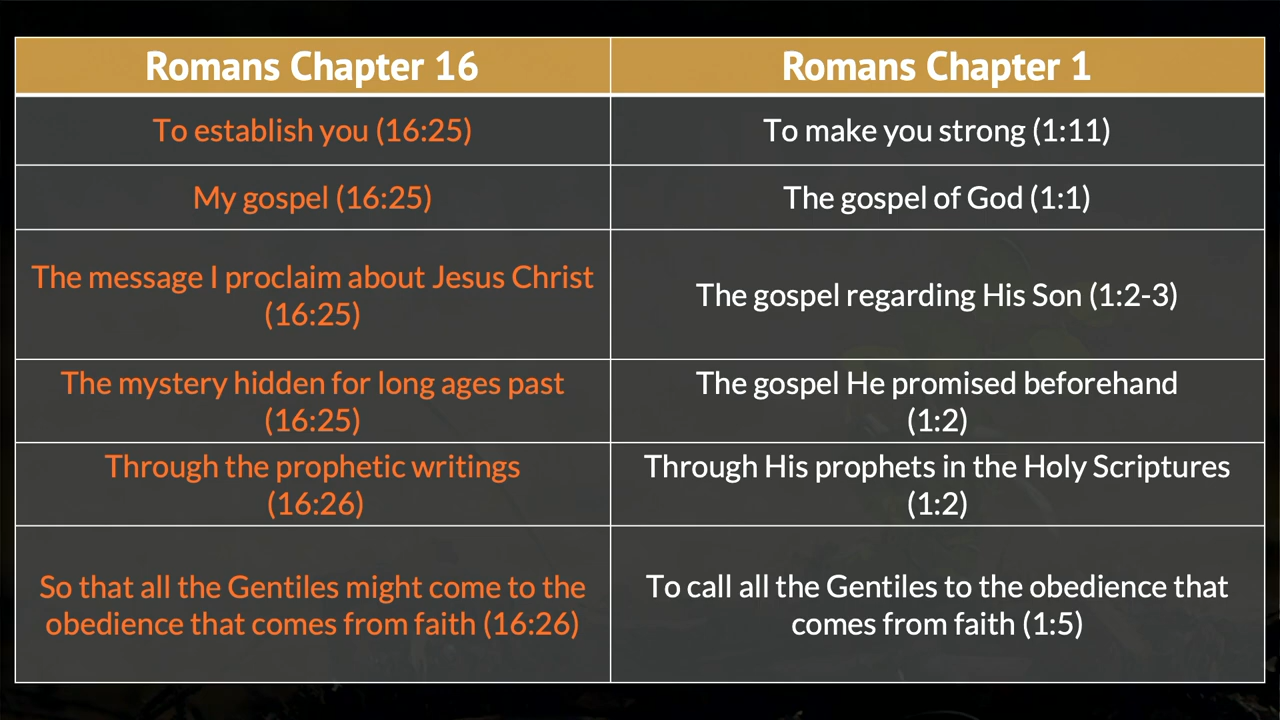 Romans Chapter 16
Romans Chapter 1
To establish you (16:25)
To make you strong (1:11)
My gospel (16:25)
The gospel of God (1:1)
The message I proclaim about Jesus Christ
(16:25)
The gospel regarding His Son (1:2-3)
The mystery hidden for long ages past
(16:25)
The gospel He promised beforehand
(1:2)
Through the prophetic writings
(16:26)
Through His prophets in the Holy Scriptures
(1:2)
So that all the Gentiles might come to the
obedience that comes from faith (16:26)
To call all the Gentiles to the obedience that
comes from faith (1:5)